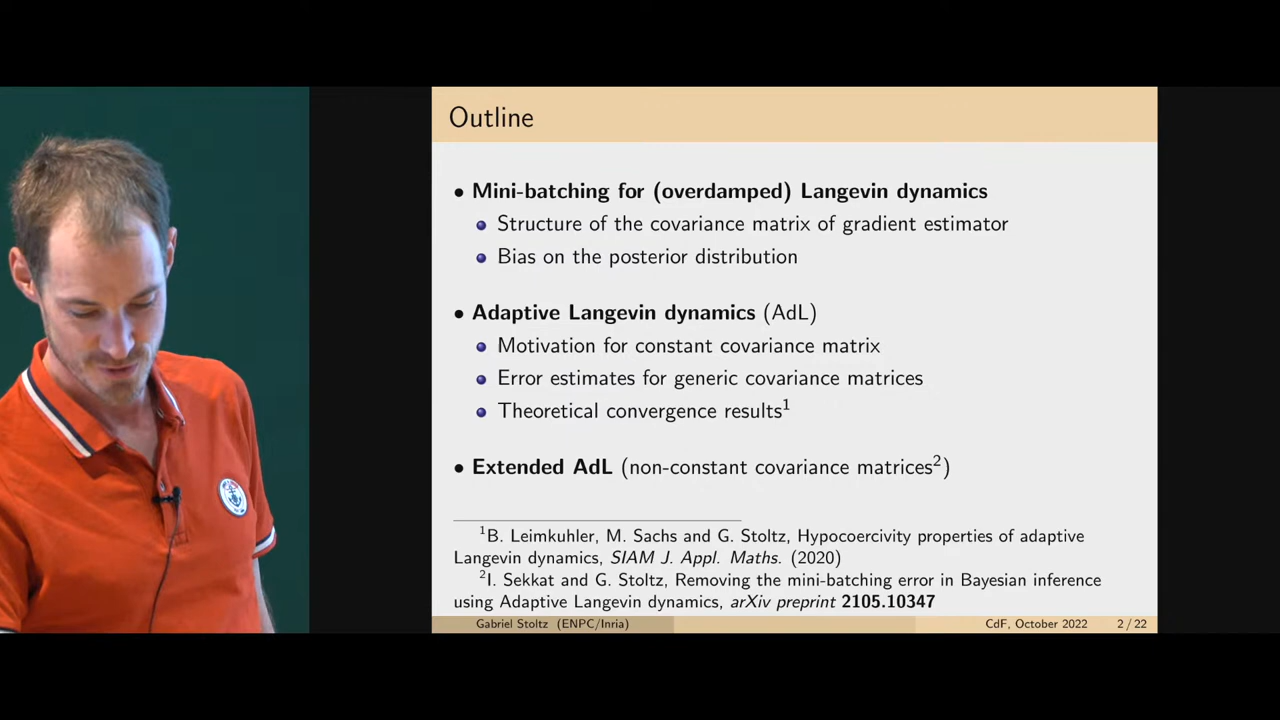 Outline
• Mini-batching for (overdamped) Langevin dynamics
Structure of the covariance matrix of gradient estimator
Bias on the posterior distribution
• Adaptive Langevin dynamics (AdL)
Motivation for constant covariance matrix
Error estimates for generic covariance matrices
Theoretical convergence results¹
• Extended AdL (non-constant covariance matrices²)
¹B. Leimkuhler, M. Sachs and G. Stoltz, Hypocoercivity properties of adaptive
Langevin dynamics, SIAM J. Appl. Maths. (2020)
²I. Sekkat and G. Stoltz, Removing the mini-batching error in Bayesian inference
using Adaptive Langevin dynamics, arXiv preprint 2105.10347
Gabriel Stoltz (ENPC/Inria) CdF, October 2022 2 / 22